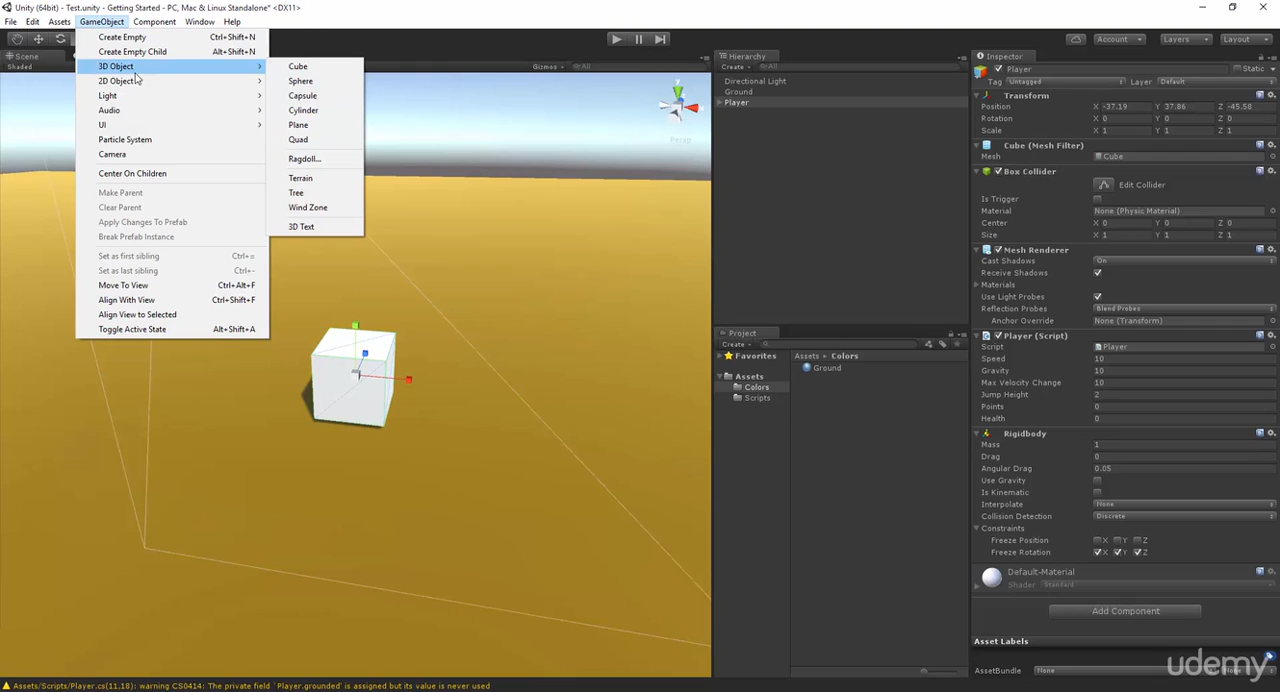 Unity (64bit) - Test.unity - Getting Started - PC, Mac & Linux Standalone* <DX11>
File Edit Assets GameObject Component Window Help
Account Layers Layout
Scene
Shaded
Gizmos All
Create Empty Ctrl+Shift+N
Create Empty Child Alt+Shift+N
3D Object
2D Object
Light
Audio
UI
Particle System
Camera
Center On Children
Make Parent
Clear Parent
Apply Changes To Prefab
Break Prefab Instance
Set as first sibling Ctrl+=
Set as last sibling Ctrl+-
Move To View Ctrl+Alt+F
Align With View Ctrl+Shift+F
Align View to Selected
Toggle Active State Alt+Shift+A
Cube
Sphere
Capsule
Cylinder
Plane
Quad
Ragdoll...
Terrain
Tree
Wind Zone
3D Text
y
x
Persp
Hierarchy
Create All
Directional Light
Ground
Player
Project
Create
Favorites
Assets
Colors
Scripts
Assets Colors
Ground
Inspector
Player Static
Tag Untagged Layer Default
Transform
Position X -37.19 Y 37.86 Z -45.58
Rotation X 0 Y 0 Z 0
Scale X 1 Y 1 Z 1
Cube (Mesh Filter)
Mesh Cube
Box Collider
Edit Collider
Is Trigger
Material None (Physic Material)
Center X 0 Y 0 Z 0
Size X 1 Y 1 Z 1
Mesh Renderer
Cast Shadows On
Receive Shadows
Materials
Use Light Probes
Reflection Probes Blend Probes
Anchor Override None (Transform)
Player (Script)
Script Player
Speed 10
Gravity 10
Max Velocity Change 10
Jump Height 2
Points 0
Health 0
Rigidbody
Mass 1
Drag 0
Angular Drag 0.05
Use Gravity
Is Kinematic
Interpolate None
Collision Detection Discrete
Constraints
Freeze Position X Y Z
Freeze Rotation X Y Z
Default-Material
Shader Standard
Add Component
Asset Labels
AssetBundle None None
udemy
Assets/Scripts/Player.cs(11,18): warning CS0414: The private field `Player.grounded' is assigned but its value is never used